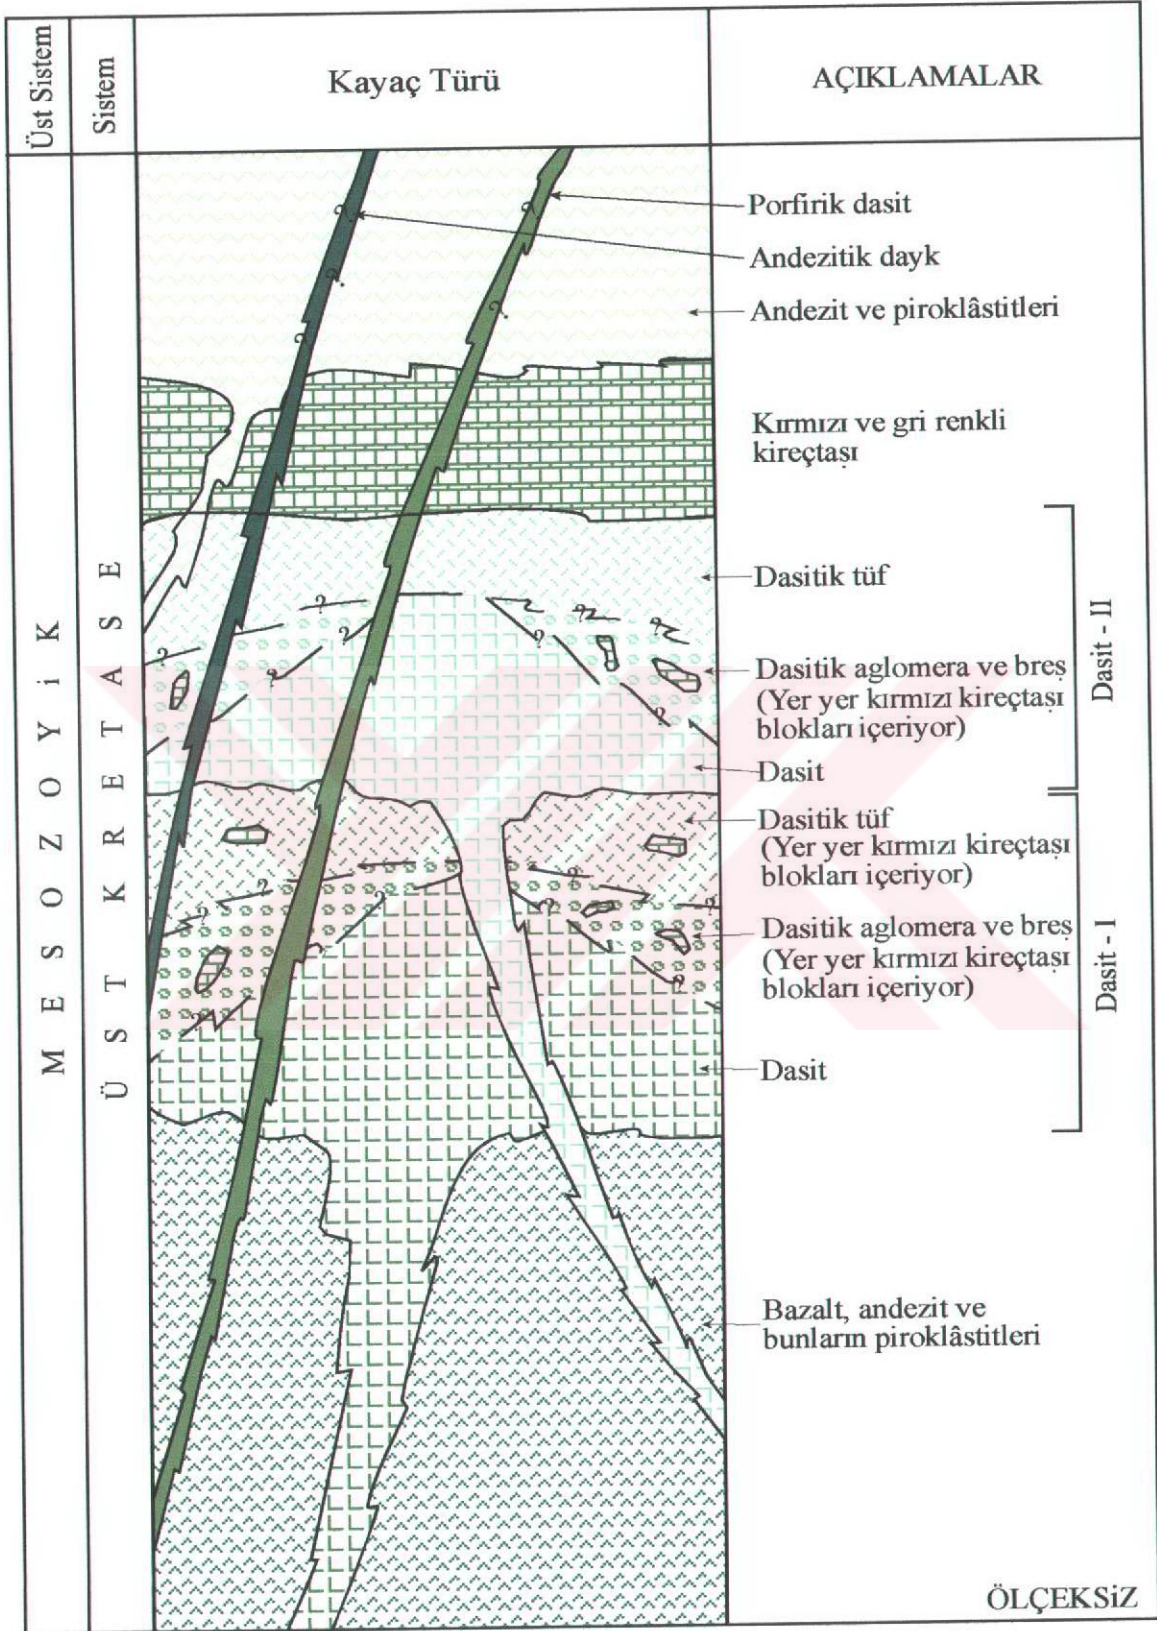 Üst Sistem
Sistem
Kayaç Türü
AÇIKLAMALAR
MESOZOYiK
ÜST KRETASE
Porfirik dasit
Andezitik dayk
Andezit ve piroklâstitleri
Kırmızı ve gri renkli
kireçtaşı
Dasitik tüf
Dasitik aglomera ve breş
(Yer yer kırmızı kireçtaşı
blokları içeriyor)
Dasit
Dasit - II
Dasitik tüf
(Yer yer kırmızı kireçtaşı
blokları içeriyor)
Dasitik aglomera ve breş
(Yer yer kırmızı kireçtaşı
blokları içeriyor)
Dasit
Dasit - I
Bazalt, andezit ve
bunların piroklâstitleri
ÖLÇEKSiZ